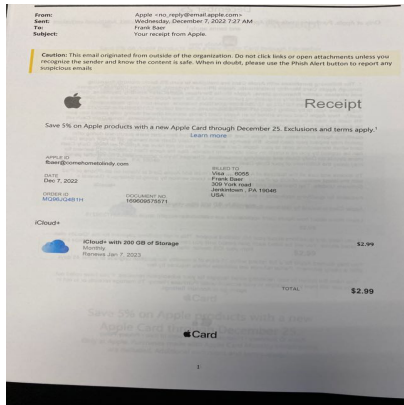 From: Apple <no_reply@email.apple.com>
Sent: Wednesday, December 7, 2022 7:27 AM
To: Frank Baer
Subject: Your receipt from Apple.
Caution: This email originated from outside of the organization. Do not click links or open attachments unless you
recognize the sender and know the content is safe. When in doubt, please use the Phish Alert button to report any
suspicious emails
Receipt
Save 5% on Apple products with a new Apple Card through December 25. Exclusions and terms apply.¹
Learn more
APPLE ID
fbaer@comehometolindy.com
BILLED TO
Visa .... 6055
Frank Baer
309 York road
Jenkintown , PA 19046
USA
DATE
Dec 7, 2022
ORDER ID
MQ96JQ4B1H
DOCUMENT NO.
169609575571
iCloud+
iCloud+ with 200 GB of Storage
Monthly
Renews Jan 7, 2023
$2.99
TOTAL
$2.99
Card